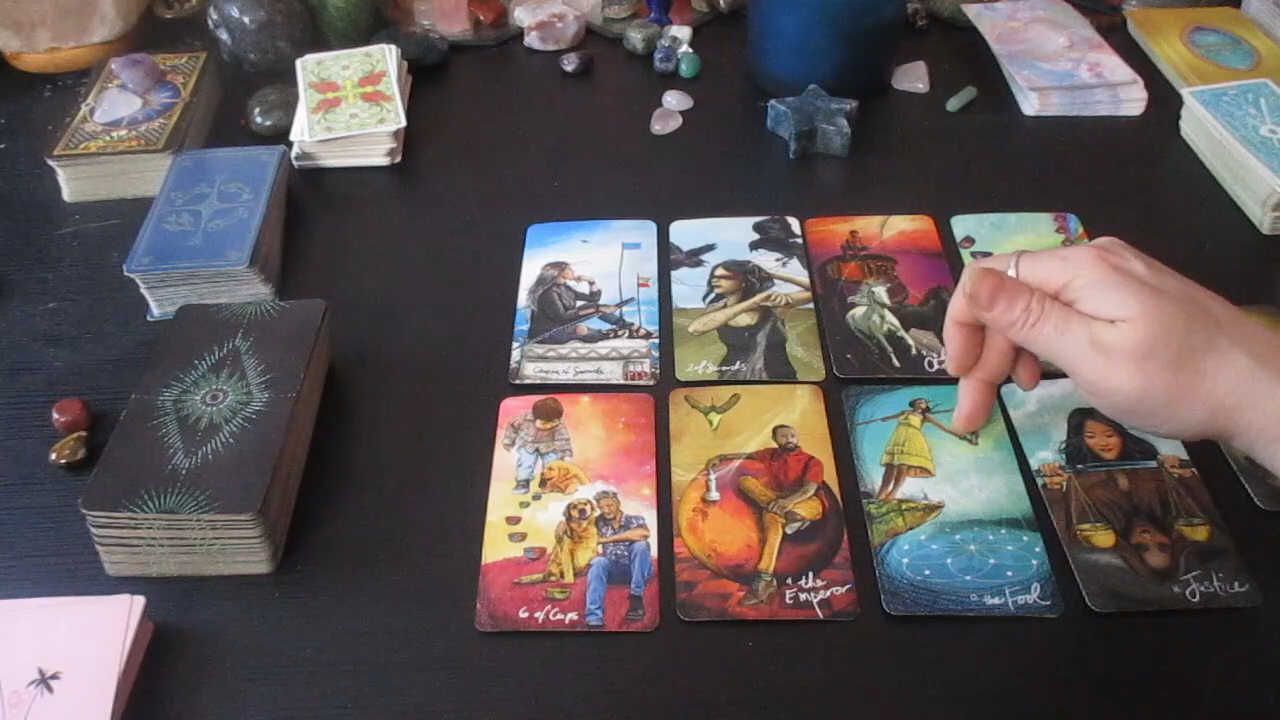 Queen of Swords
2 of Swords
6 of Cups
4 the
Emperor
0 the Fool
Justice